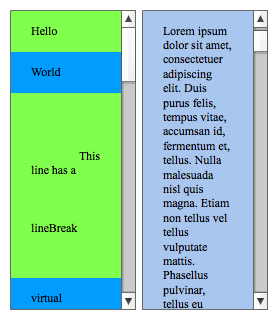 Hello
World
This
line has a
lineBreak
virtual
Lorem ipsum
dolor sit amet,
consectetuer
adipiscing
elit. Duis
purus felis,
tempus vitae,
accumsan id,
fermentum et,
tellus. Nulla
malesuada
nisl quis
magna. Etiam
non tellus vel
tellus
vulputate
mattis.
Phasellus
pulvinar,
tellus eu